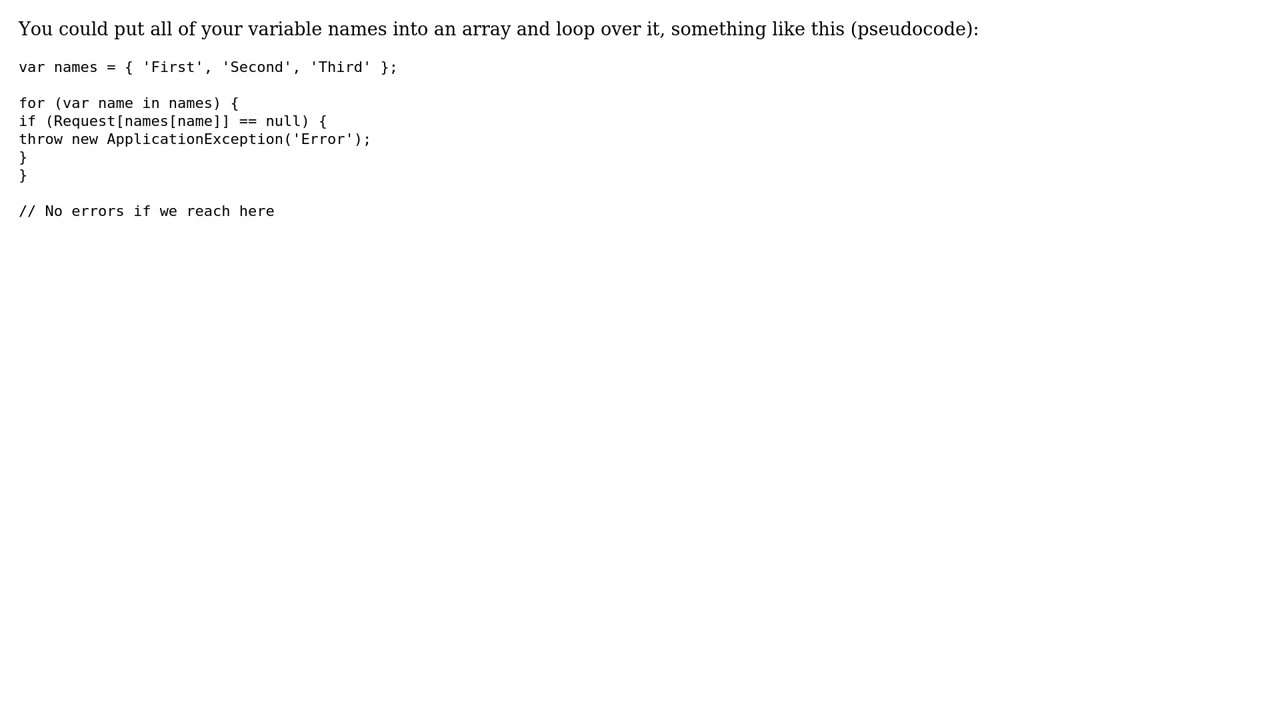 You could put all of your variable names into an array and loop over it, something like this (pseudocode):
var names = { 'First', 'Second', 'Third' };
for (var name in names) {
if (Request[names[name]] == null) {
throw new ApplicationException('Error');
}
}
// No errors if we reach here